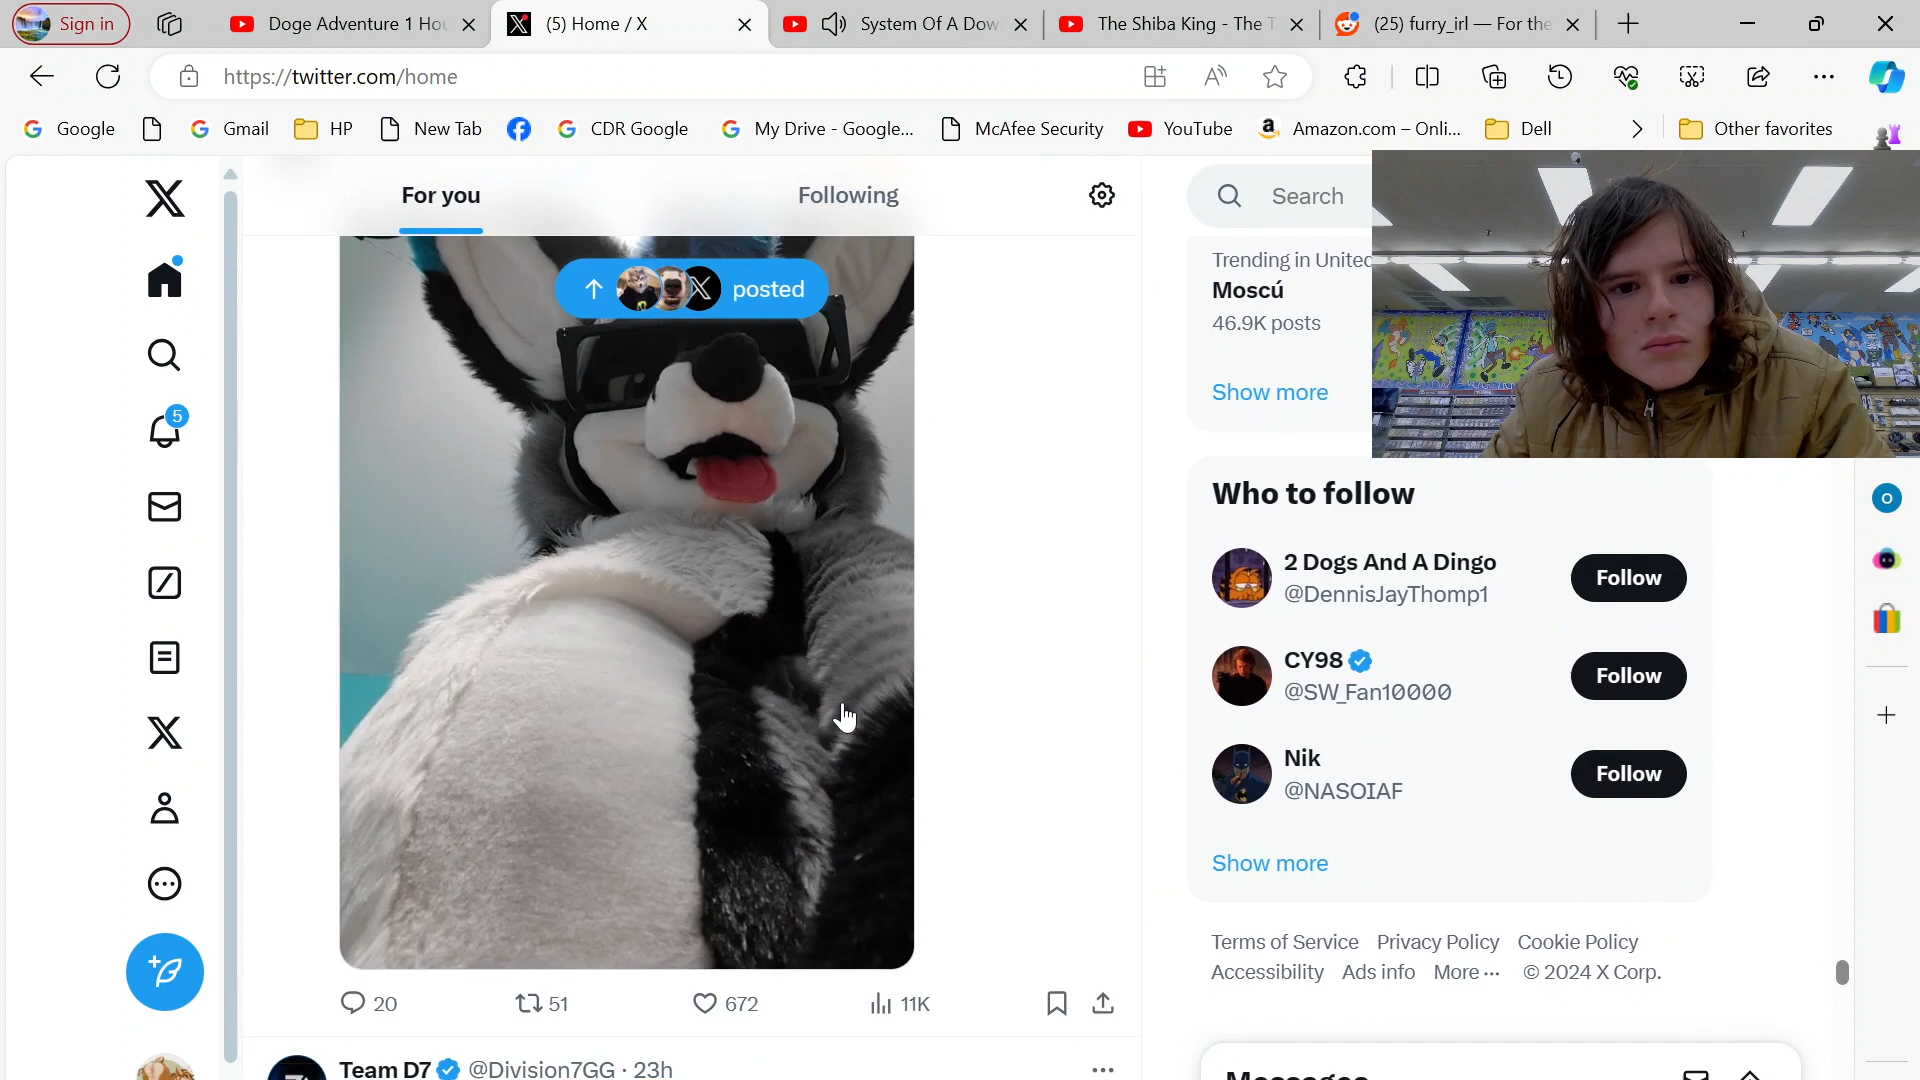 Sign in
Doge Adventure 1 Ho
(5) Home / X
System Of A Dow
The Shiba King - The T
(25) furry_irl — For the
https://twitter.com/home
Google
Gmail
HP
New Tab
CDR Google
My Drive - Google...
McAfee Security
YouTube
Amazon.com – Onli...
Dell
Other favorites
For you
Following
Search
posted
Trending in United
Moscú
46.9K posts
Show more
5
Who to follow
2 Dogs And A Dingo
@DennisJayThomp1
Follow
CY98
@SW_Fan10000
Follow
Nik
@NASOIAF
Follow
Show more
Terms of Service Privacy Policy Cookie Policy
Accessibility Ads info More ··· © 2024 X Corp.
20
51
672
11K
Team D7 @Division7GG · 23h
Messages